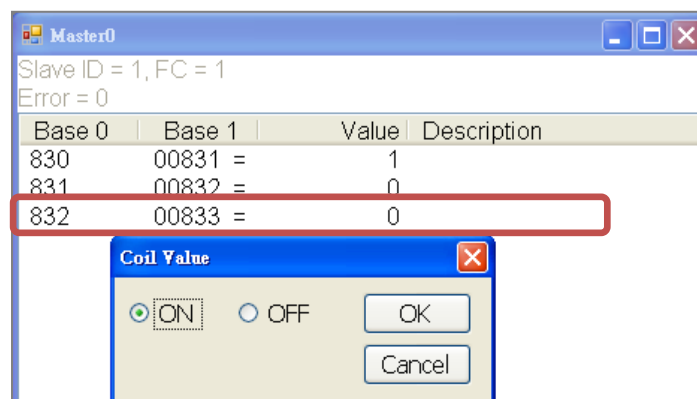 Master0
Slave ID = 1, FC = 1
Error = 0
Base 0 Base 1 Value Description
830 00831 = 1
831 00832 = 0
832 00833 = 0
Coil Value
ON OFF OK
Cancel